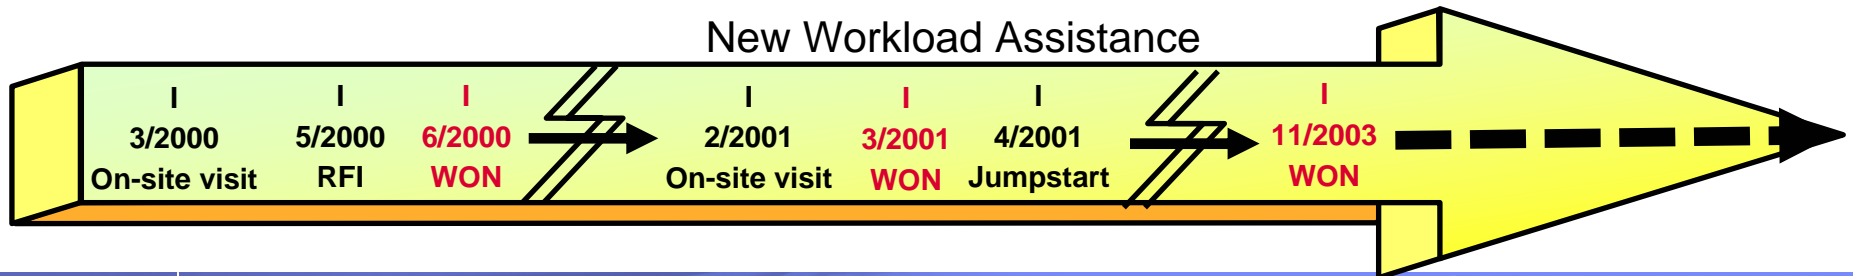 New Workload Assistance
I I I I I I I
3/2000 5/2000 6/2000 2/2001 3/2001 4/2001 11/2003
On-site visit RFI WON On-site visit WON Jumpstart WON